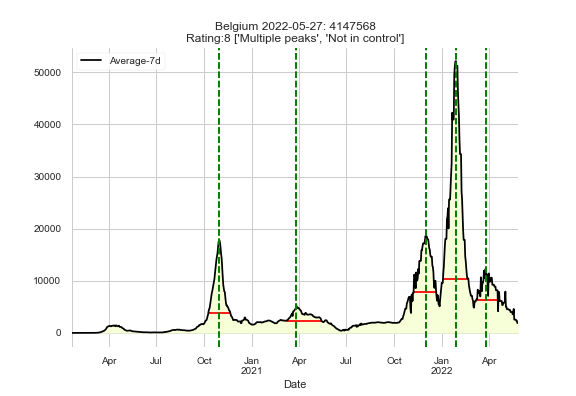 Belgium 2022-05-27: 4147568
Rating:8 ['Multiple peaks', 'Not in control']
Average-7d
50000
40000
30000
20000
10000
0
Apr Jul Oct Jan Apr Jul Oct Jan Apr
2021 2022
Date